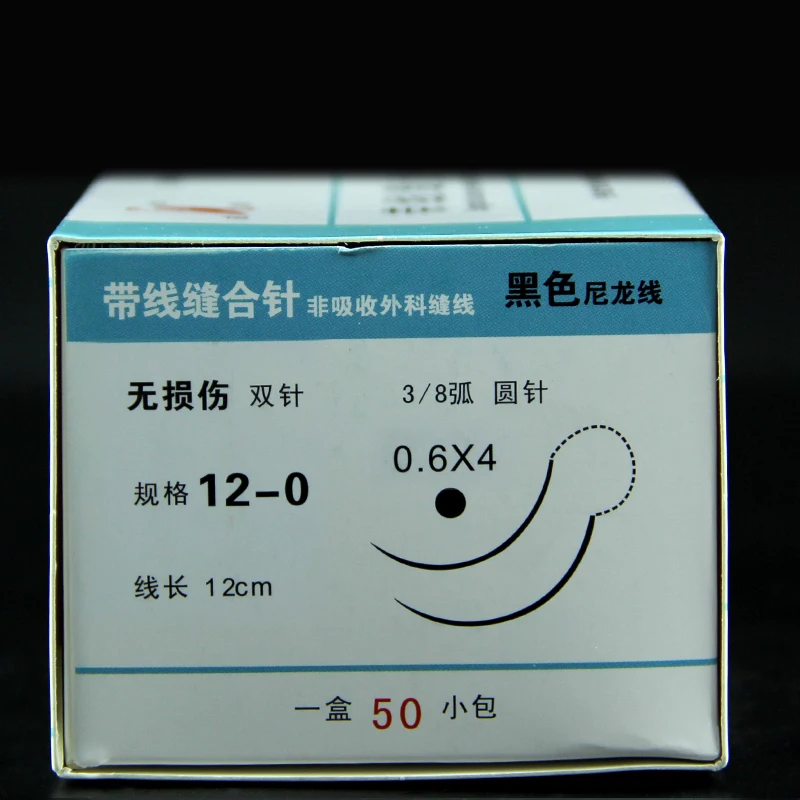 带线缝合针 非吸收外科缝线 黑色尼龙线
无损伤 双针 3/8弧 圆针
0.6X4
规格 12-0
线长 12cm
一盒 50 小包